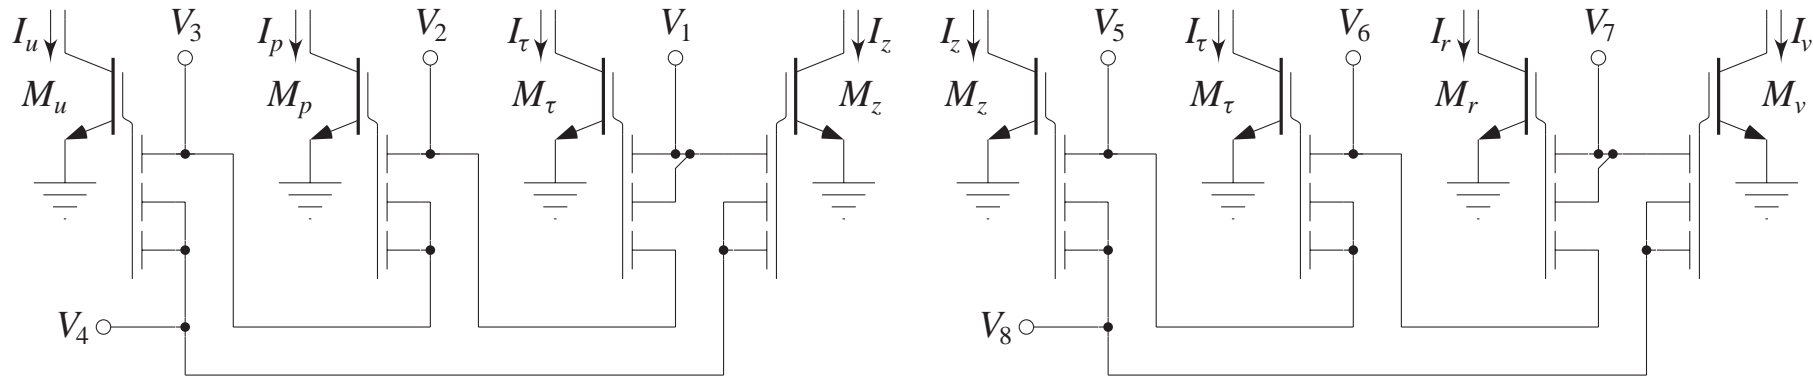 I_u V_3 I_p V_2 I_τ V_1 I_z I_z V_5 I_τ V_6 I_r V_7 I_v
M_u M_p M_τ M_z M_z M_τ M_r M_v
V_4 V_8